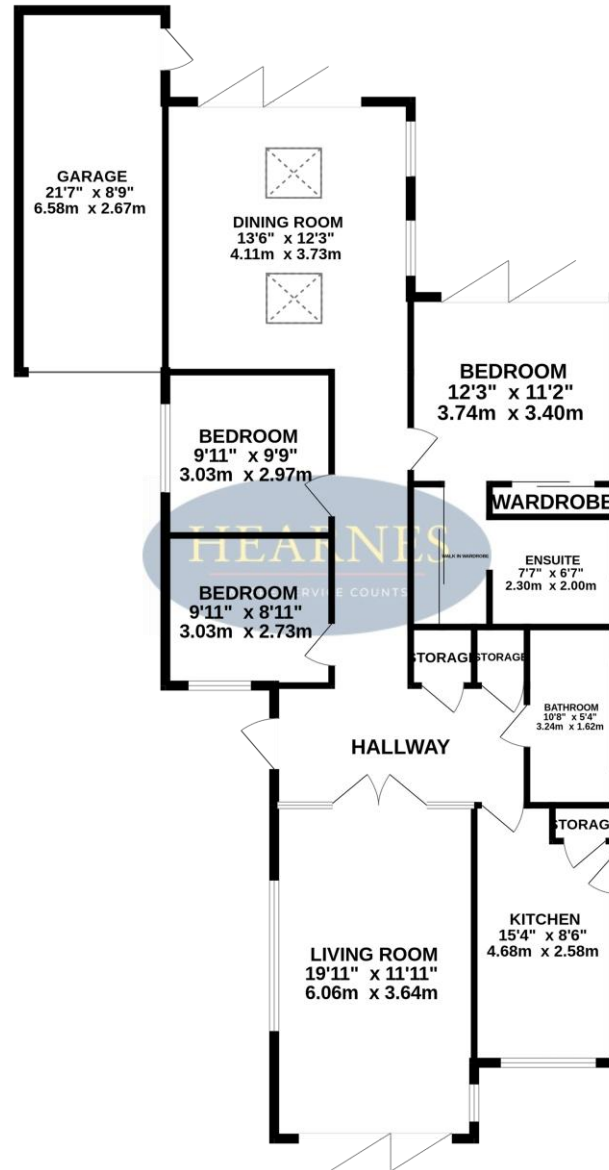 GARAGE
21'7" x 8'9"
6.58m x 2.67m
DINING ROOM
13'6" x 12'3"
4.11m x 3.73m
BEDROOM
12'3" x 11'2"
3.74m x 3.40m
BEDROOM
9'11" x 9'9"
3.03m x 2.97m
WARDROBE
HEARNES
WALK IN WARDROBE
ENSUITE
7'7" x 6'7"
2.30m x 2.00m
BEDROOM
9'11" x 8'11"
3.03m x 2.73m
SERVICE COUNTS
STORAGE
STORAGE
BATHROOM
10'8" x 5'4"
3.24m x 1.62m
HALLWAY
STORAG
KITCHEN
15'4" x 8'6"
4.68m x 2.58m
LIVING ROOM
19'11" x 11'11"
6.06m x 3.64m